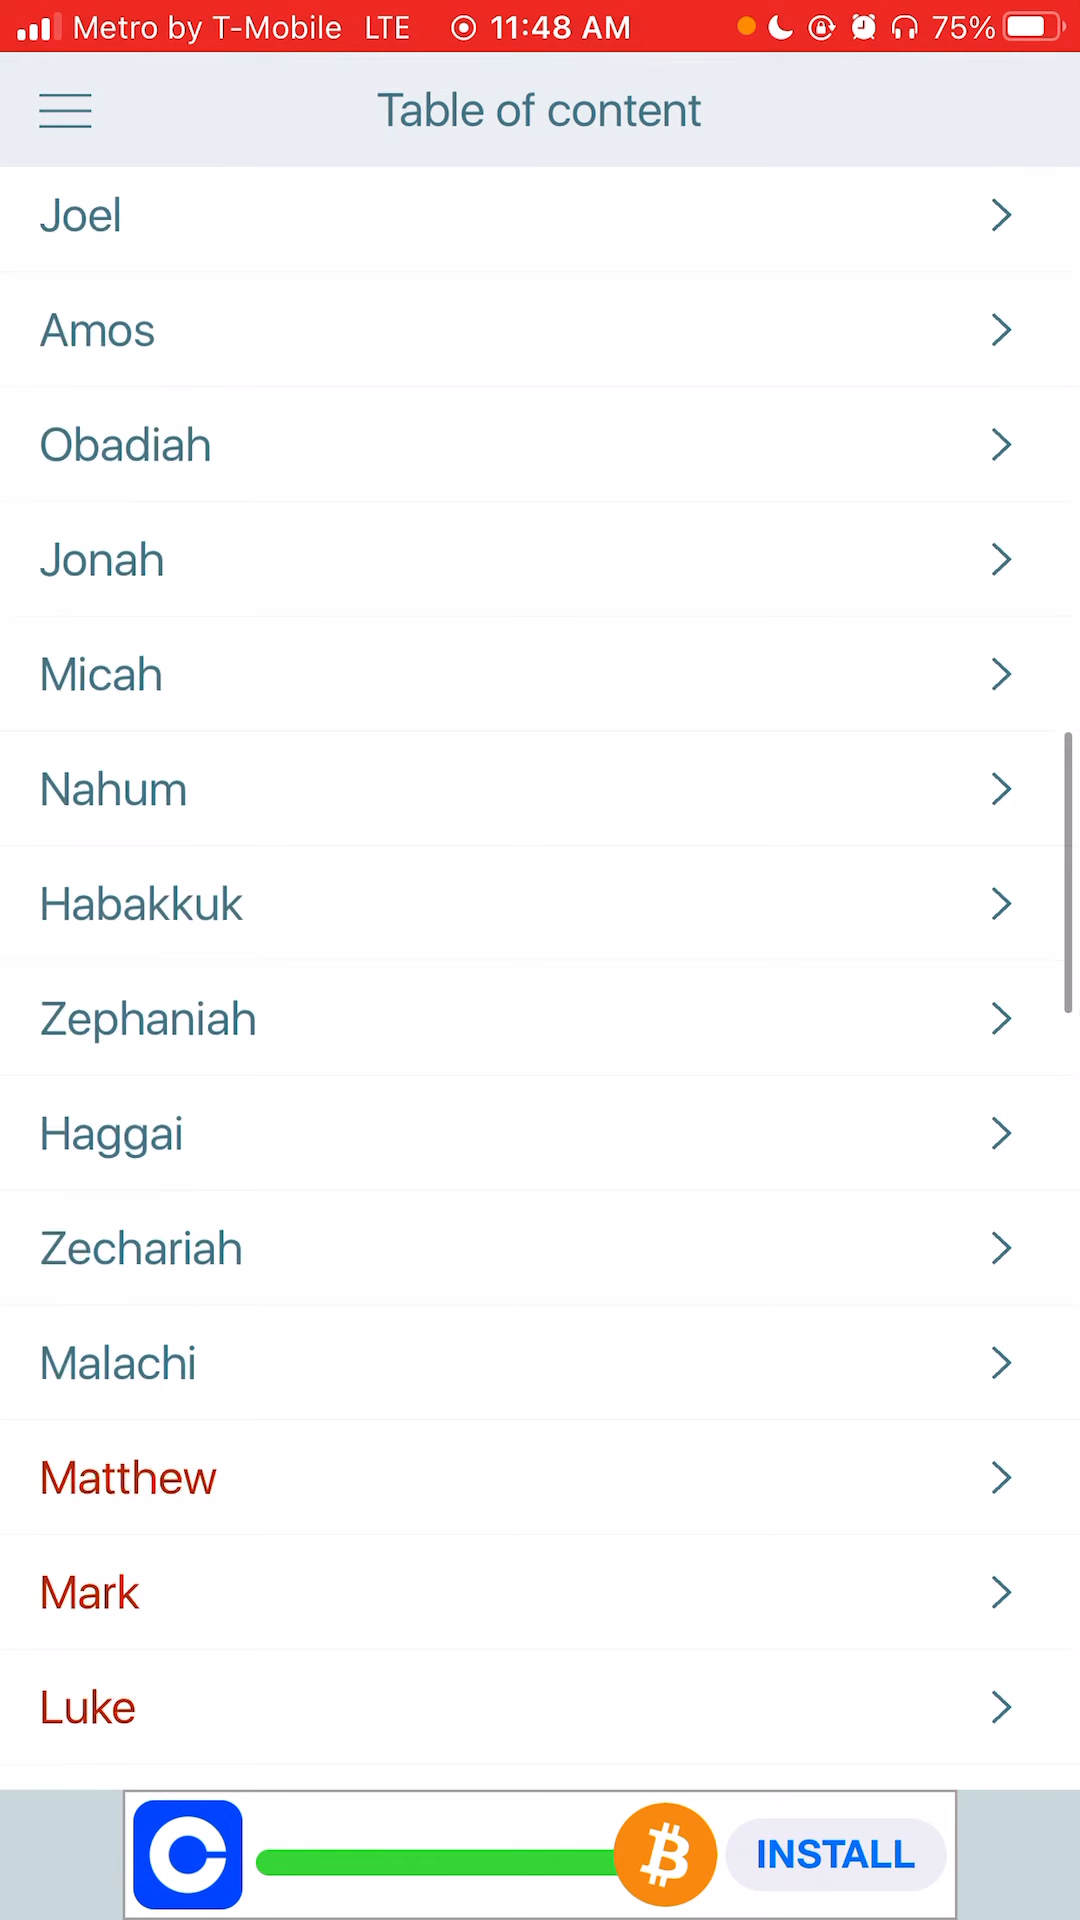 Metro by T-Mobile LTE 11:48 AM 75%
Table of content
Joel
Amos
Obadiah
Jonah
Micah
Nahum
Habakkuk
Zephaniah
Haggai
Zechariah
Malachi
Matthew
Mark
Luke
INSTALL